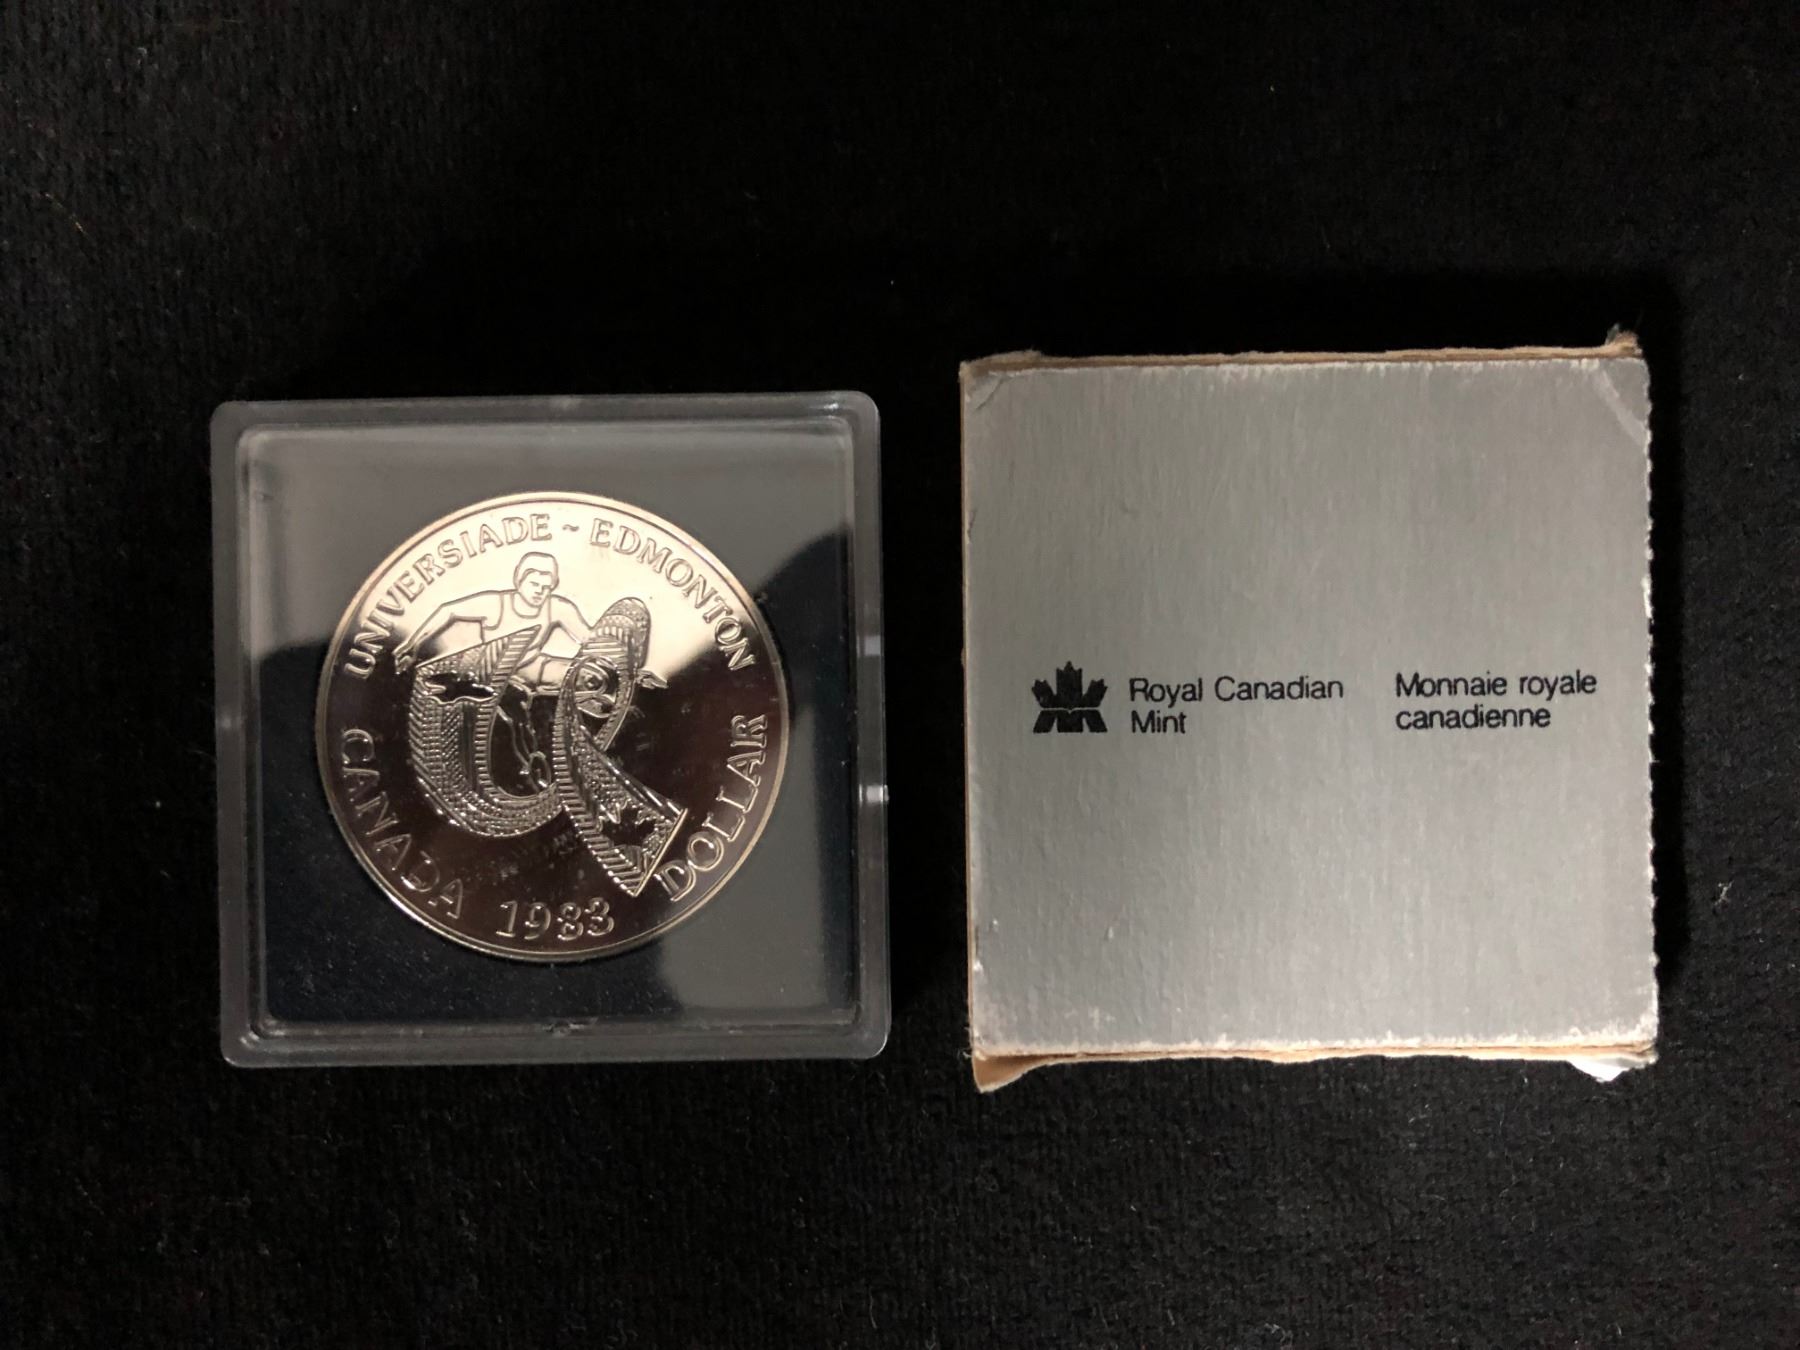 UNIVERSIADE ~ EDMONTON
CANADA 1983 DOLLAR
Royal Canadian
Mint
Monnaie royale
canadienne